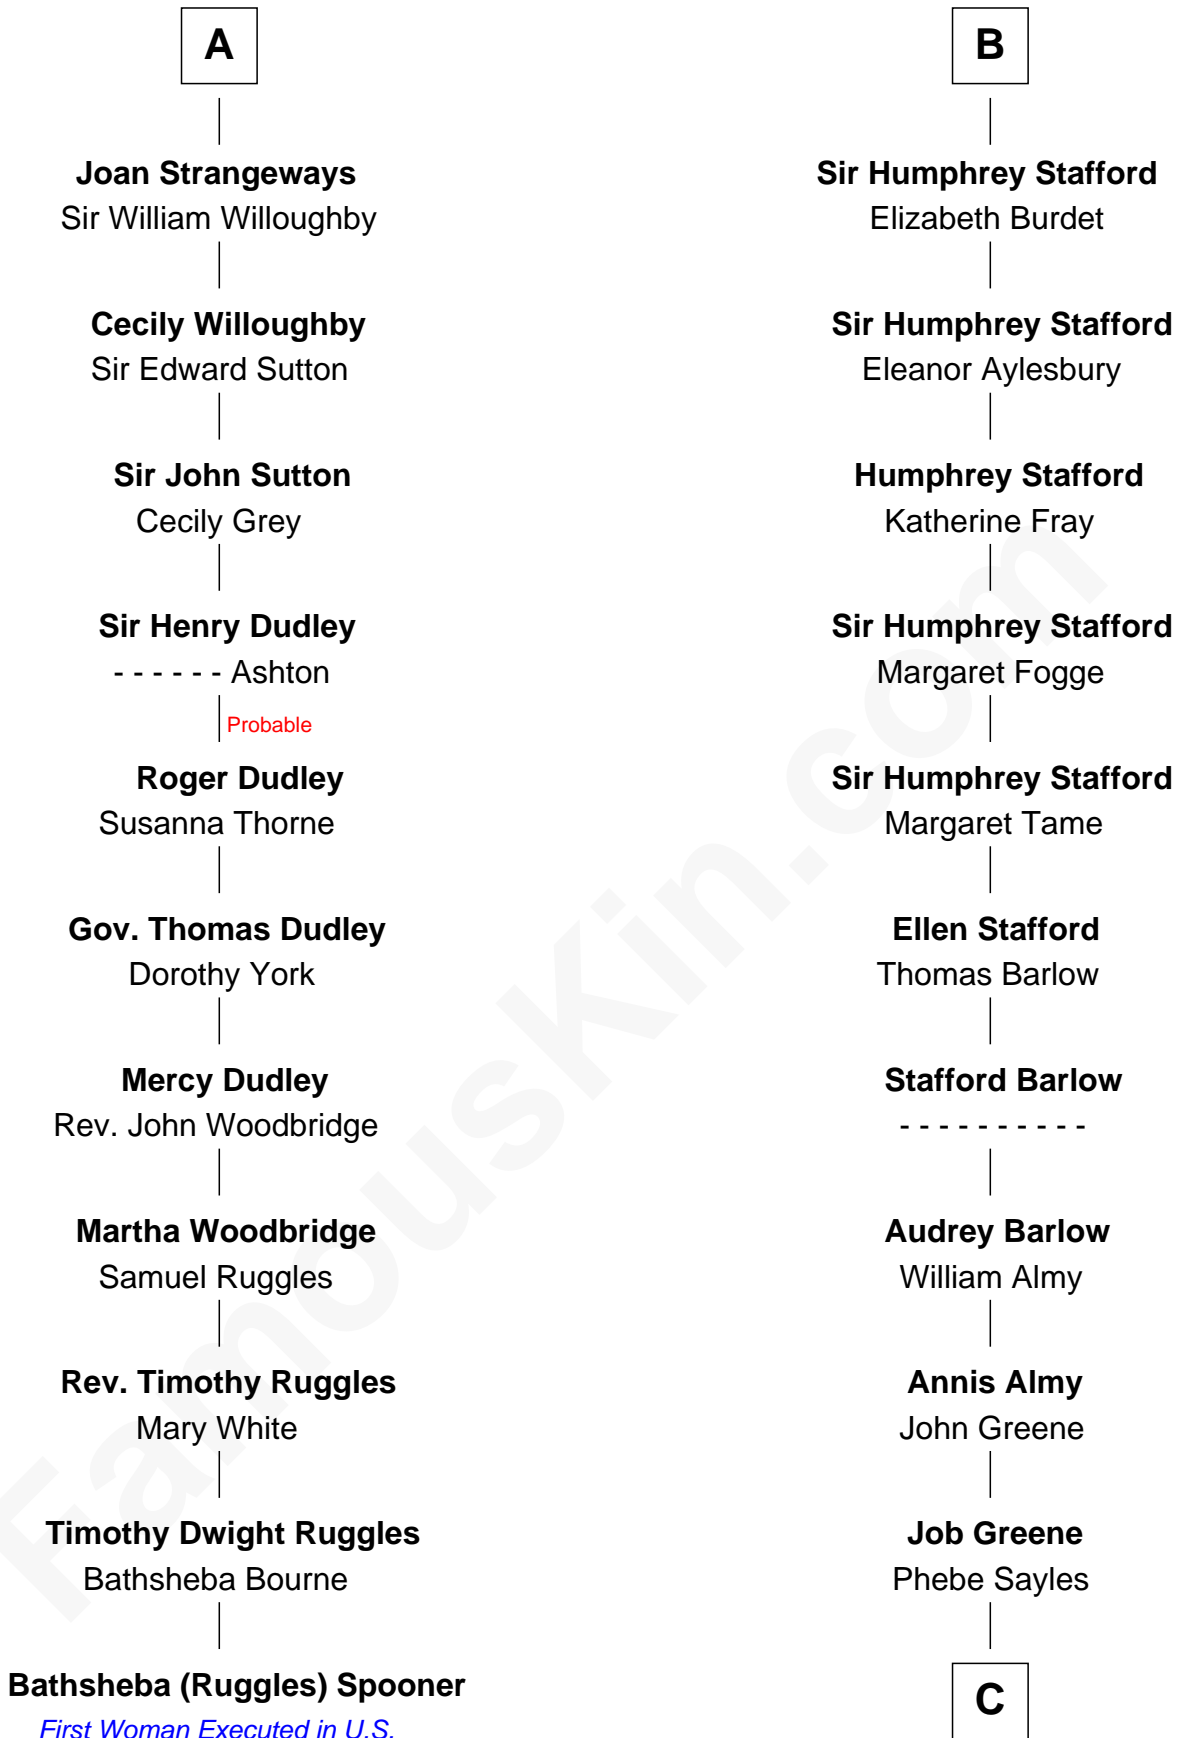 A
Joan Strangeways
Sir William Willoughby
Cecily Willoughby
Sir Edward Sutton
Sir John Sutton
Cecily Grey
Sir Henry Dudley
- - - - - - Ashton
Probable
Roger Dudley
Susanna Thorne
Gov. Thomas Dudley
Dorothy York
Mercy Dudley
Rev. John Woodbridge
Martha Woodbridge
Samuel Ruggles
Rev. Timothy Ruggles
Mary White
Timothy Dwight Ruggles
Bathsheba Bourne
Bathsheba (Ruggles) Spooner
First Woman Executed in U.S.
B
Sir Humphrey Stafford
Elizabeth Burdet
Sir Humphrey Stafford
Eleanor Aylesbury
Humphrey Stafford
Katherine Fray
Sir Humphrey Stafford
Margaret Fogge
Sir Humphrey Stafford
Margaret Tame
Ellen Stafford
Thomas Barlow
Stafford Barlow
- - - - - - - - - -
Audrey Barlow
William Almy
Annis Almy
John Greene
Job Greene
Phebe Sayles
C
FamousKin.com